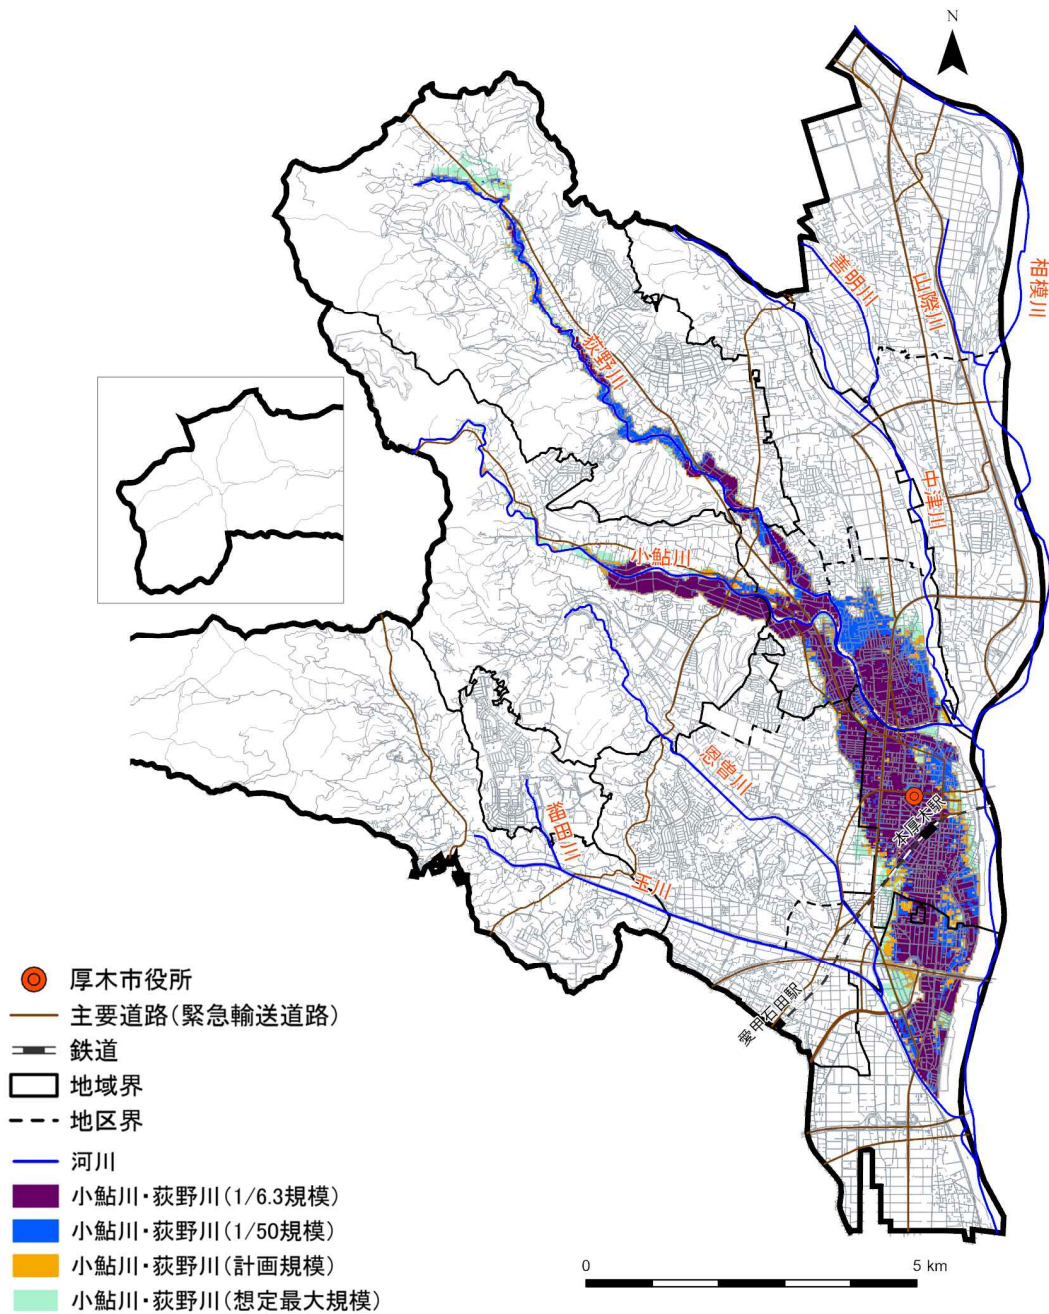 N
相模川
善明川
山際川
荻野川
中津川
小鮎川
恩曽川
本厚木駅
畨田川
玉川
愛甲石田駅
厚木市役所
主要道路(緊急輸送道路)
鉄道
地域界
地区界
河川
小鮎川・荻野川(1/6.3規模)
小鮎川・荻野川(1/50規模)
小鮎川・荻野川(計画規模)
小鮎川・荻野川(想定最大規模)
0 5 km